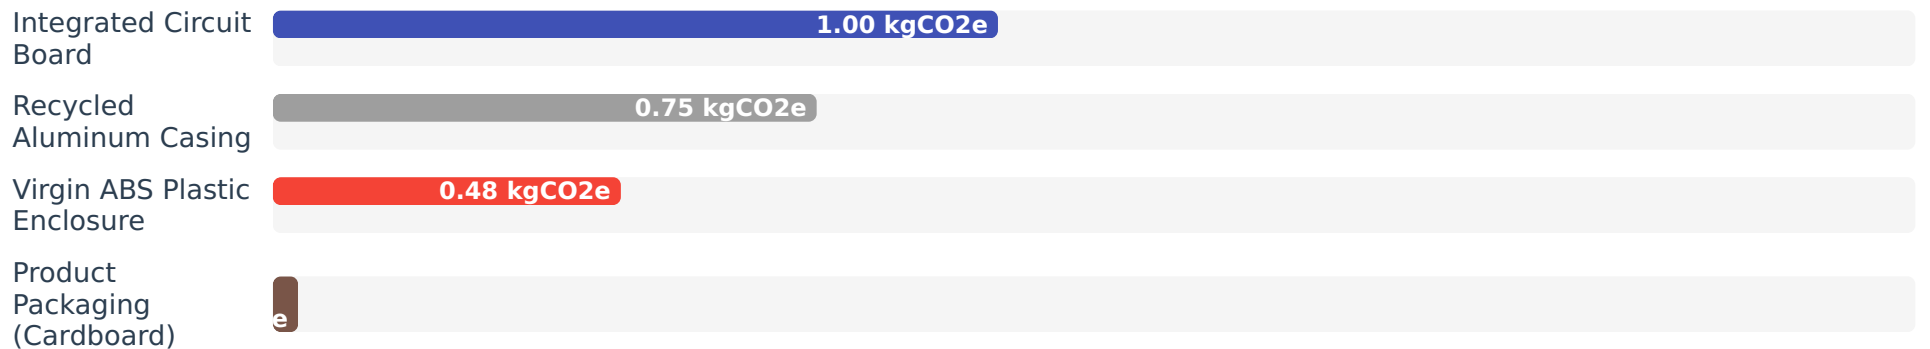 Integrated Circuit
Board
1.00 kgCO2e
Recycled
Aluminum Casing
0.75 kgCO2e
Virgin ABS Plastic
Enclosure
0.48 kgCO2e
Product
Packaging
(Cardboard)
e